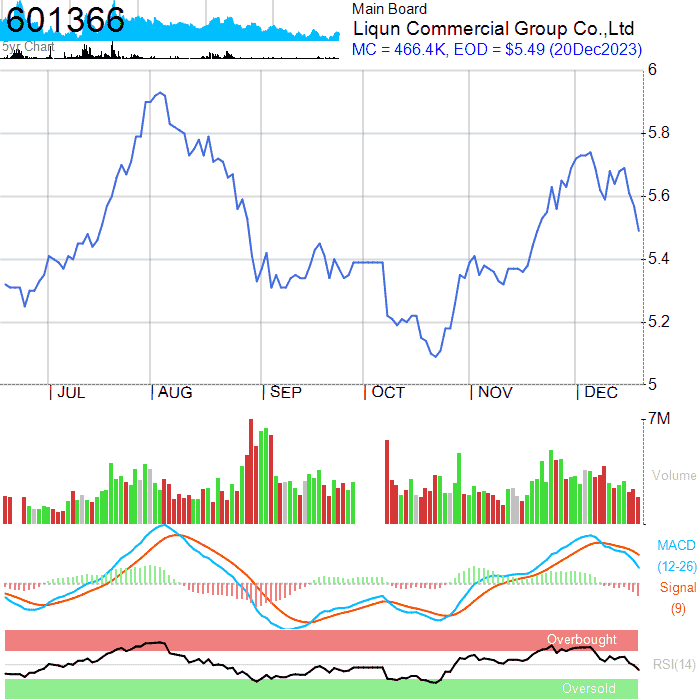 601366
5yr Chart
Main Board
Liqun Commercial Group Co.,Ltd
MC = 466.4K, EOD = $5.49 (20Dec2023)
6
5.8
5.6
5.4
5.2
5
JUL AUG SEP OCT NOV DEC
7M
Volume
MACD
(12-26)
Signal
(9)
Overbought
RSI(14)
Oversold